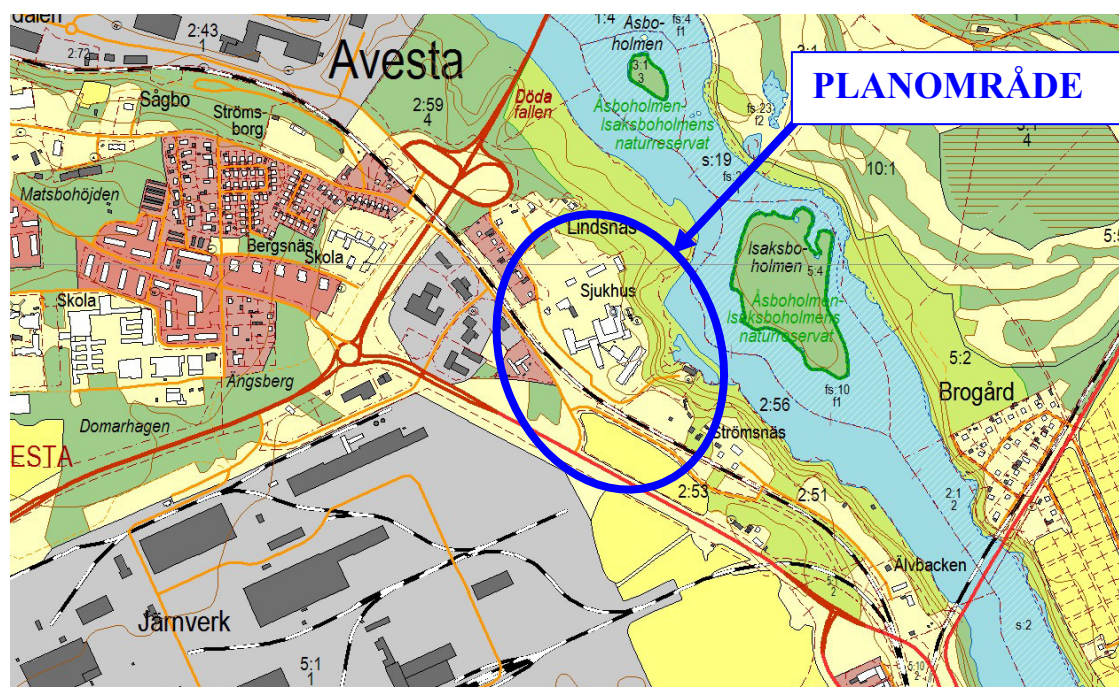 dalen
2:43
1
2:72
2
Avesta
1:4
fs:4
f1
Åsbo-
holmen
3:1
3
3:1
PLANOMRÅDE
Sågbo
Ströms-
borg
2:59
4
Döda
fallen
Åsboholmen-
Isaksboholmens
naturreservat
fs:23
f2
s:19
4
10:1
Matsbohöjden
Bergsnäs
Skola
Lindsnäs
Isaksbo-
holmen
5:4
Sjukhus
Åsboholmen-
Isaksboholmens
naturreservat
Skola
Ängsberg
5:2
fs:10
f1
Brogård
Domarhagen
2:56
ESTA
Strömsnäs
2:53
2:51
2:1
2
Älvbacken
Järnverk
5:1
1
s:2
5:10
2